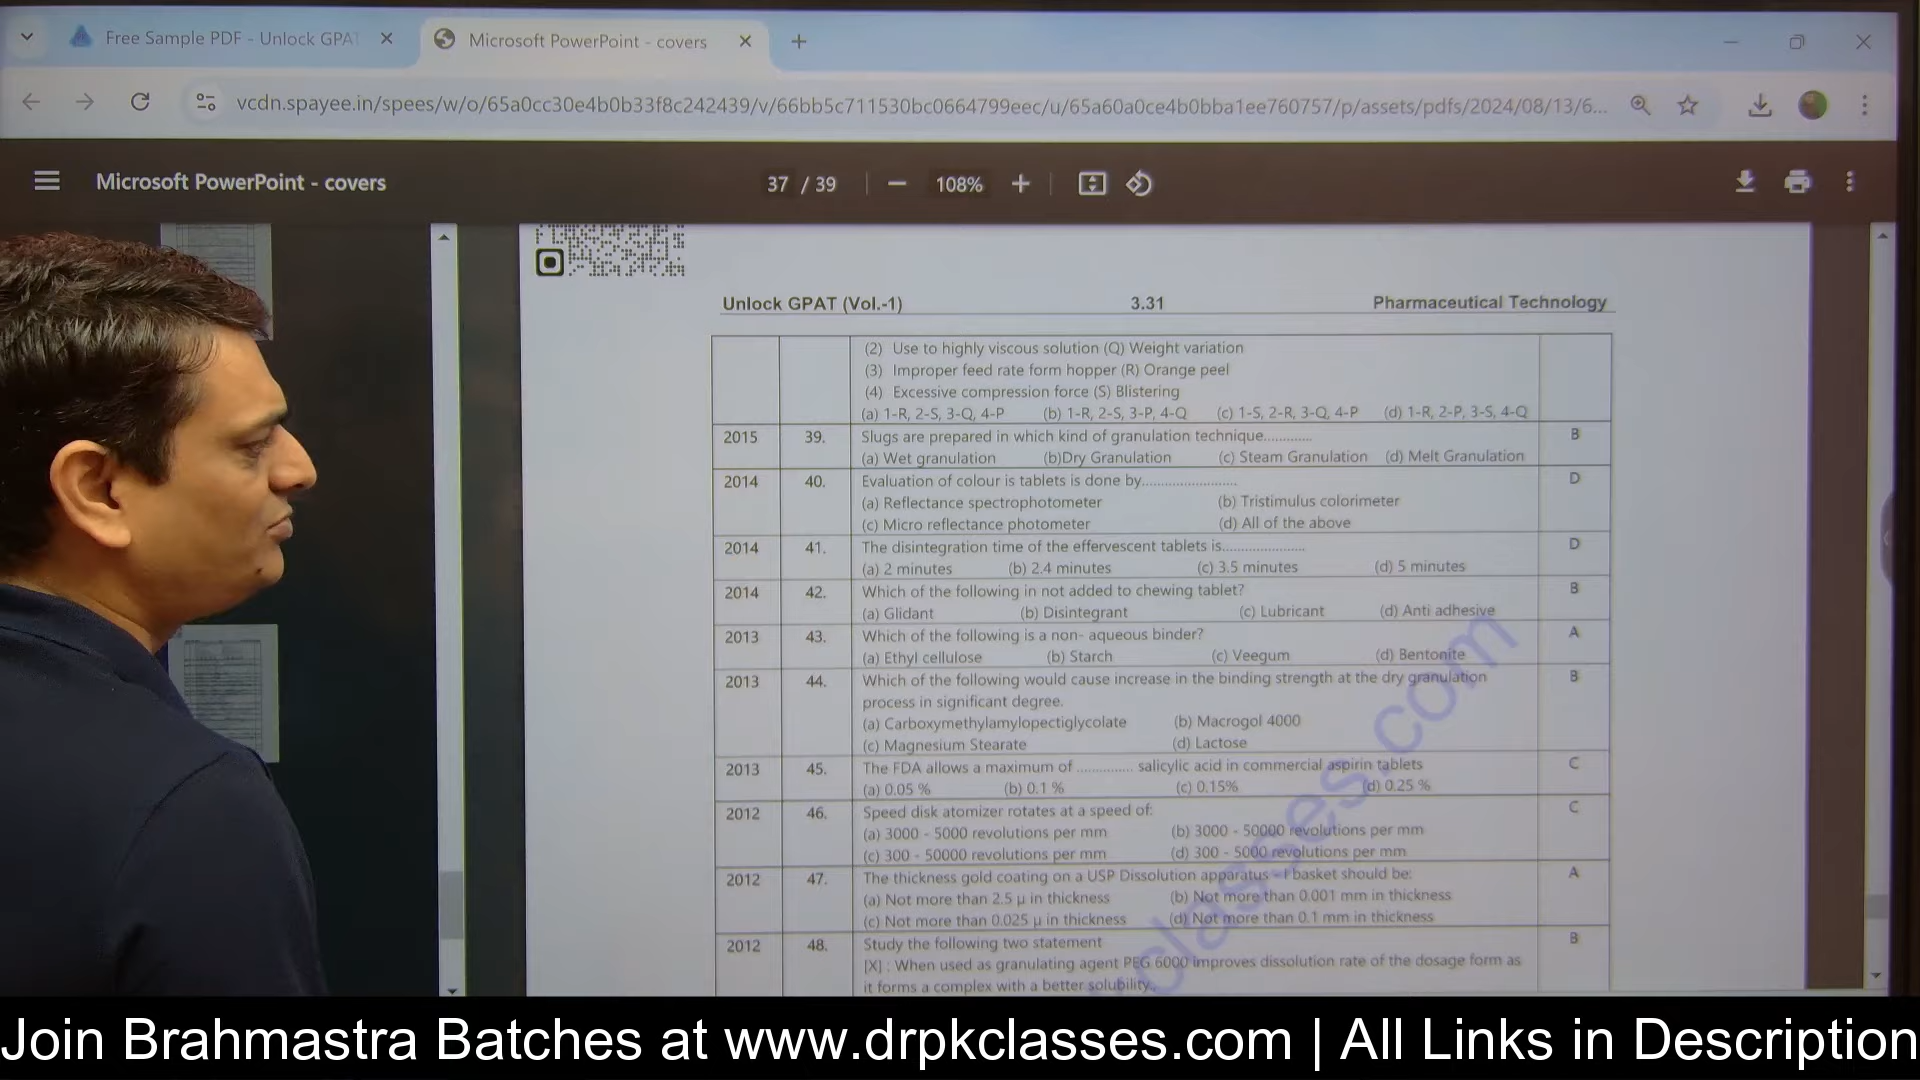 Free Sample PDF - Unlock GPAT
Microsoft PowerPoint - covers
vcdn.spayee.in/spees/w/o/65a0cc30e4b0b33f8c242439/v/66bb5c711530bc0664799eec/u/65a60a0ce4b0bba1ee760757/p/assets/pdfs/2024/08/13/6...
Microsoft PowerPoint - covers
37 / 39
108%
Unlock GPAT (Vol.-1) 3.31 Pharmaceutical Technology
(2) Use to highly viscous solution (Q) Weight variation
(3) Improper feed rate form hopper (R) Orange peel
(4) Excessive compression force (S) Blistering
(a) 1-R, 2-S, 3-Q, 4-P (b) 1-R, 2-S, 3-P, 4-Q (c) 1-S, 2-R, 3-Q, 4-P (d) 1-R, 2-P, 3-S, 4-Q
2015 39. Slugs are prepared in which kind of granulation technique............. B
(a) Wet granulation (b)Dry Granulation (c) Steam Granulation (d) Melt Granulation
2014 40. Evaluation of colour is tablets is done by......................... D
(a) Reflectance spectrophotometer (b) Tristimulus colorimeter
(c) Micro reflectance photometer (d) All of the above
2014 41. The disintegration time of the effervescent tablets is...................... D
(a) 2 minutes (b) 2.4 minutes (c) 3.5 minutes (d) 5 minutes
2014 42. Which of the following in not added to chewing tablet? B
(a) Glidant (b) Disintegrant (c) Lubricant (d) Anti adhesive
2013 43. Which of the following is a non- aqueous binder? A
(a) Ethyl cellulose (b) Starch (c) Veegum (d) Bentonite
2013 44. Which of the following would cause increase in the binding strength at the dry granulation B
process in significant degree.
(a) Carboxymethylamylopectiglycolate (b) Macrogol 4000
(c) Magnesium Stearate (d) Lactose
2013 45. The FDA allows a maximum of .............. salicylic acid in commercial aspirin tablets C
(a) 0.05 % (b) 0.1 % (c) 0.15% (d) 0.25 %
2012 46. Speed disk atomizer rotates at a speed of: C
(a) 3000 - 5000 revolutions per mm (b) 3000 - 50000 revolutions per mm
(c) 300 - 50000 revolutions per mm (d) 300 - 5000 revolutions per mm
2012 47. The thickness gold coating on a USP Dissolution apparatus - I basket should be: A
(a) Not more than 2.5 µ in thickness (b) Not more than 0.001 mm in thickness
(c) Not more than 0.025 µ in thickness (d) Not more than 0.1 mm in thickness
2012 48. Study the following two statement B
[X] : When used as granulating agent PEG 6000 improves dissolution rate of the dosage form as
it forms a complex with a better solubility.
classes.com
Join Brahmastra Batches at www.drpkclasses.com | All Links in Description